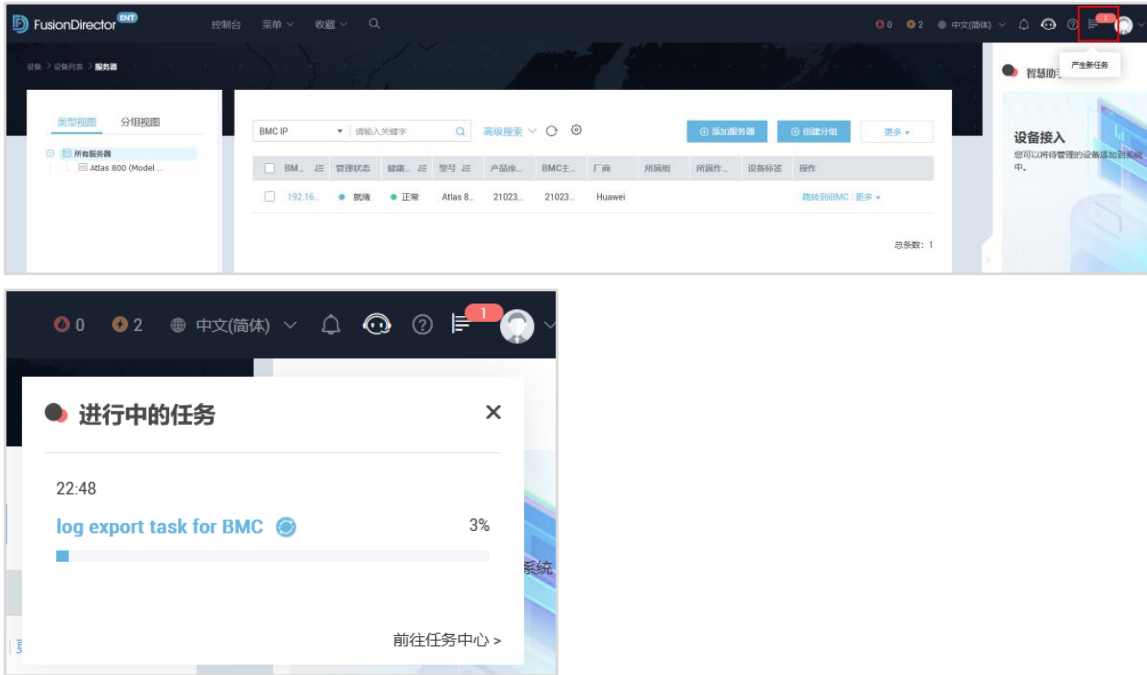 FusionDirector ENT 控制台 菜单 收藏 0 2 中文(简体) 1
设备 > 设备列表 > 服务器
产生新任务
智慧助手
类型视图 分组视图
BMC IP 请输入关键字 高级搜索 添加服务器 创建分组 更多
设备接入
您可以将待管理的设备添加到系统中。
所有服务器
Atlas 800 (Model ...
BM... 管理状态 健康... 型号 产品序... BMC主... 厂商 所属组 所属作... 设备标签 操作
192.16... 就绪 正常 Atlas 8... 21023... 21023... Huawei 跳转到iBMC 更多
总条数: 1
0 2 中文(简体) 1
进行中的任务
22:48
log export task for BMC 3%
系统
前往任务中心 >